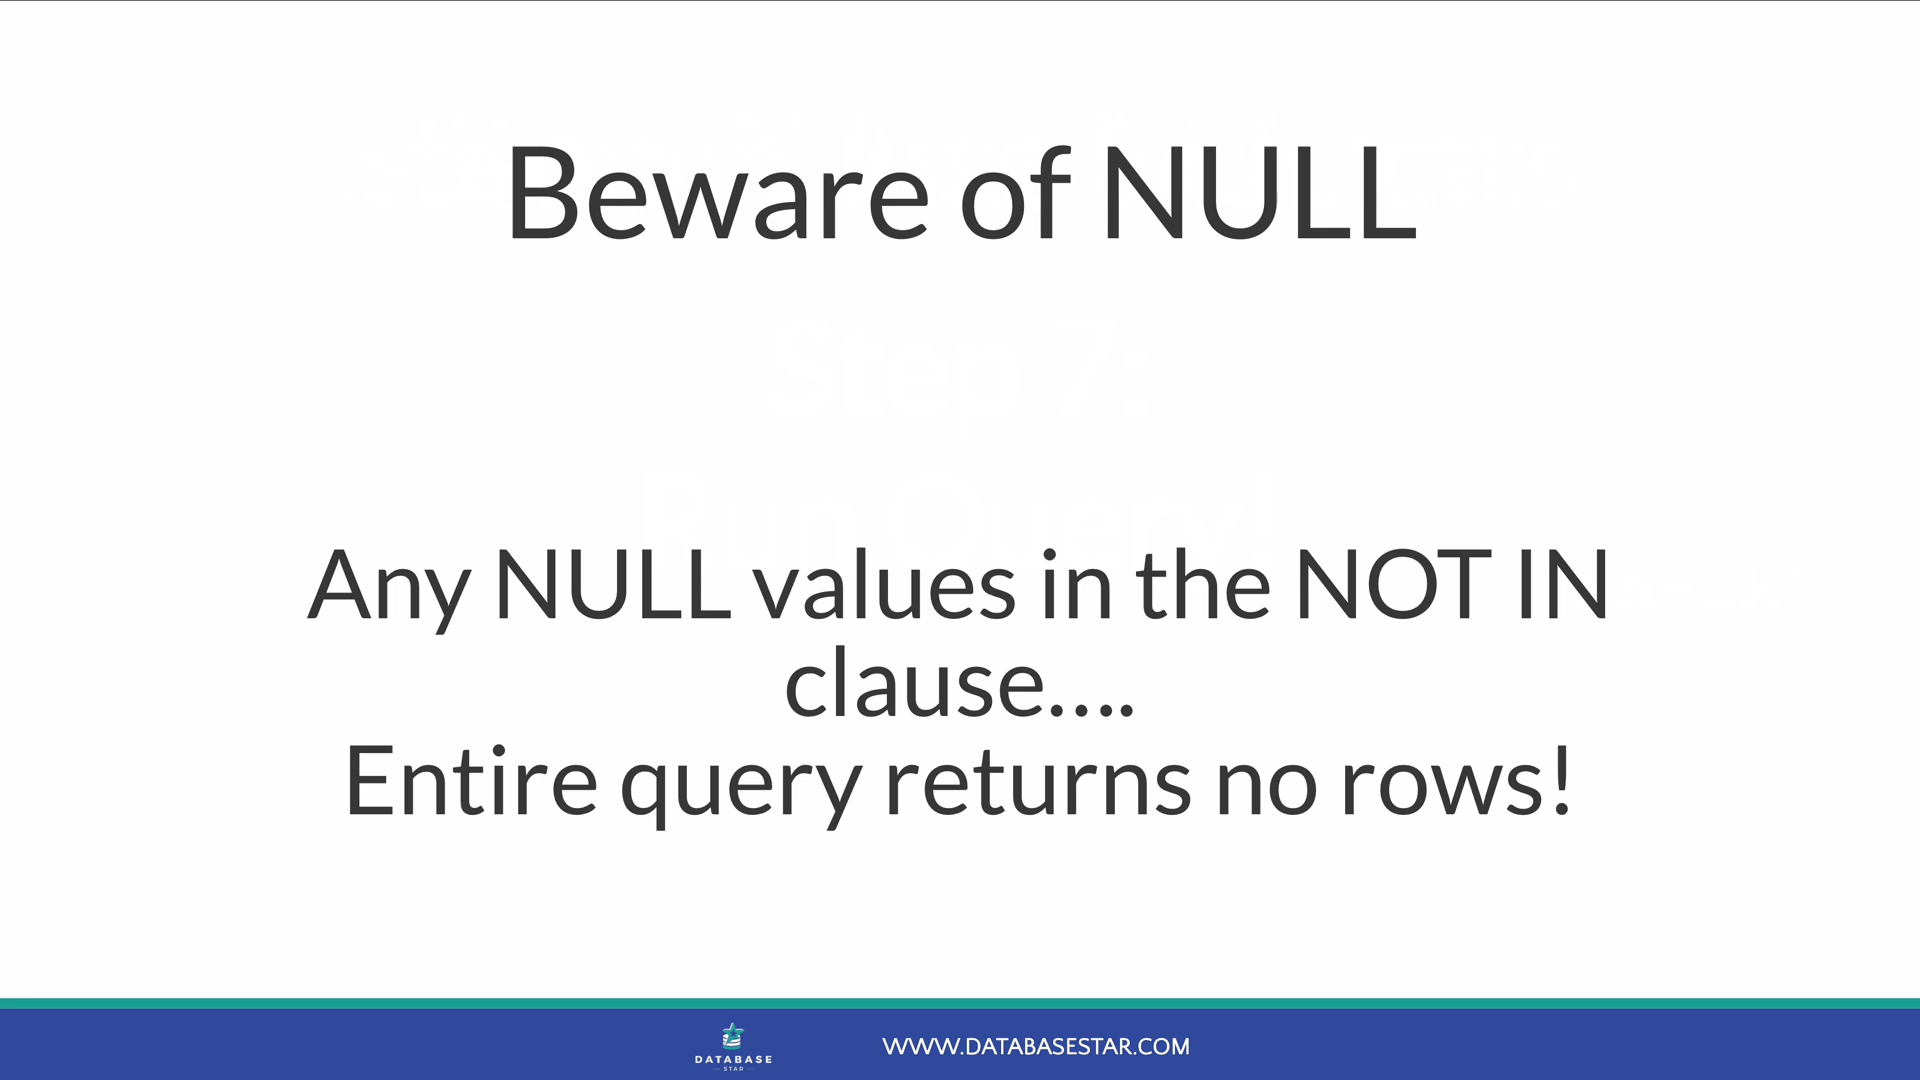 Beware of NULL
Any NULL values in the NOT IN
clause....
Entire query returns no rows!
DATABASE
STAR
WWW.DATABASESTAR.COM